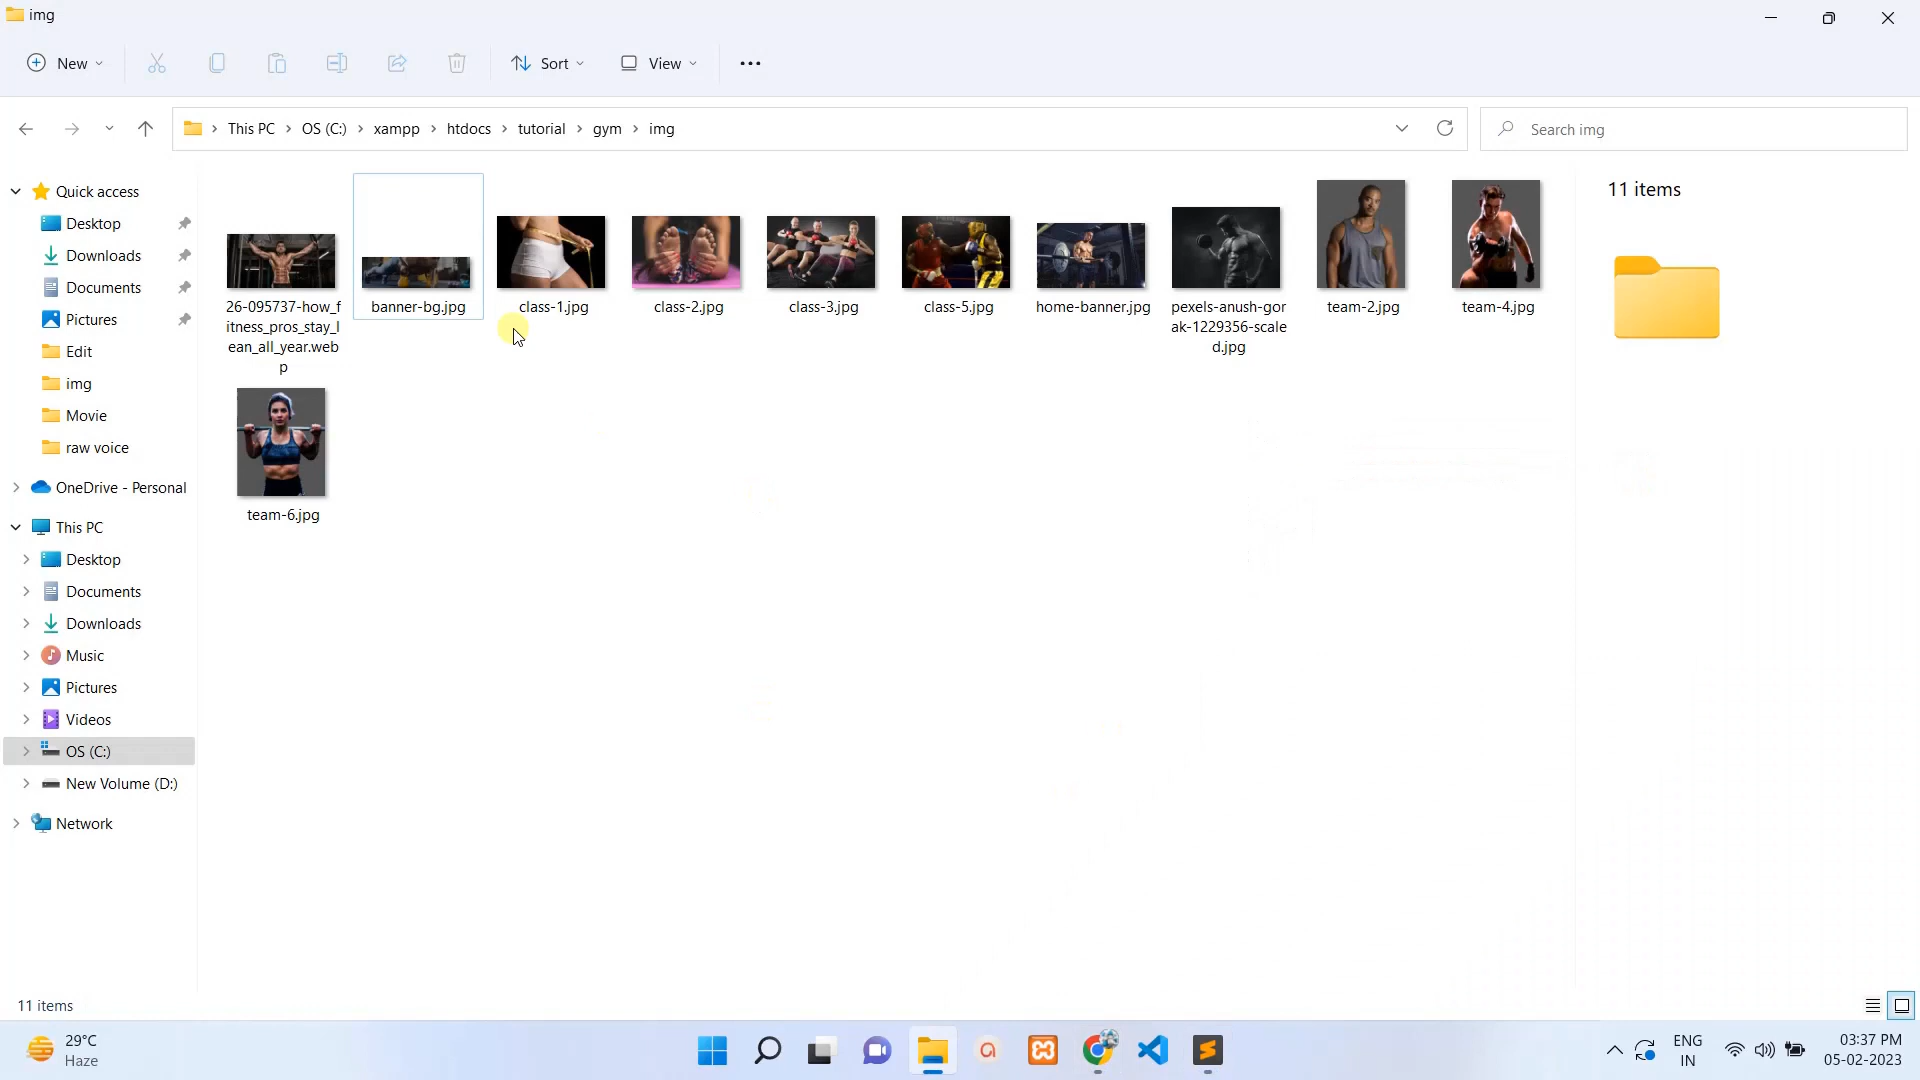 img
New
Sort
View
This PC
OS (C:)
xampp
htdocs
tutorial
gym
img
Search img
Quick access
Desktop
Downloads
Documents
Pictures
Edit
img
Movie
raw voice
OneDrive - Personal
This PC
Desktop
Documents
Downloads
Music
Pictures
Videos
OS (C:)
New Volume (D:)
Network
26-095737-how_f
itness_pros_stay_l
ean_all_year.web
p
banner-bg.jpg
class-1.jpg
class-2.jpg
class-3.jpg
class-5.jpg
home-banner.jpg
pexels-anush-gor
ak-1229356-scale
d.jpg
team-2.jpg
team-4.jpg
team-6.jpg
11 items
11 items
29°C
Haze
ENG
IN
03:37 PM
05-02-2023